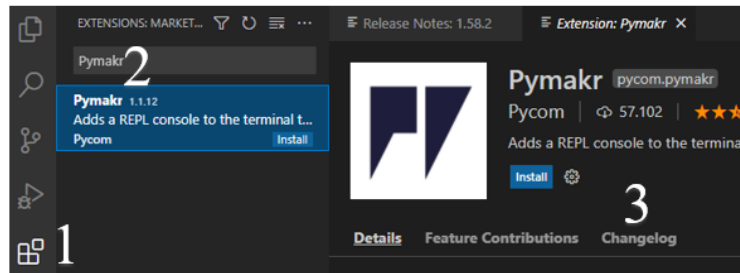 EXTENSIONS: MARKET...
Pymakr
2
Pymakr 1.1.12
Adds a REPL console to the terminal t...
Pycom
Install
1
Release Notes: 1.58.2
Extension: Pymakr
Pymakr pycom.pymakr
Pycom 57.102
Adds a REPL console to the termina
Install
3
Details Feature Contributions Changelog